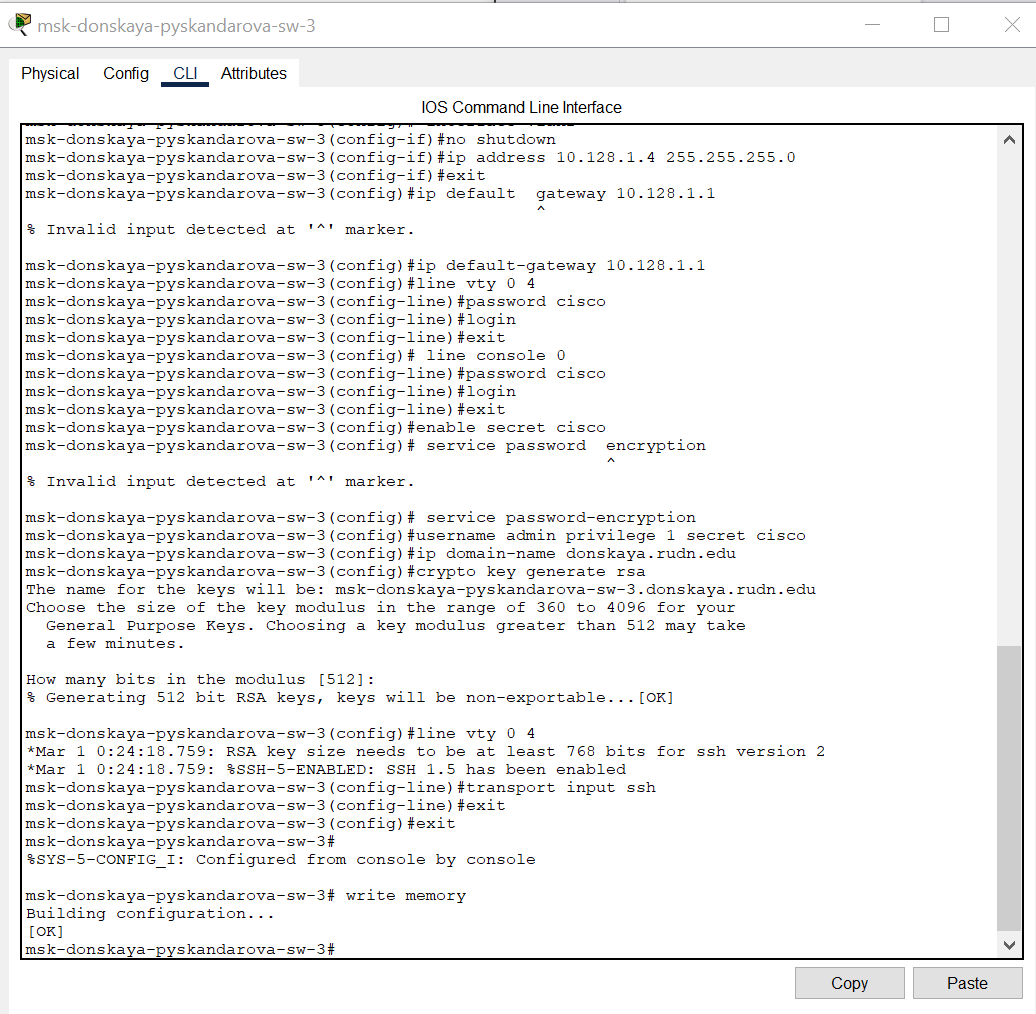 msk-donskaya-pyskandarova-sw-3
Physical Config CLI Attributes
IOS Command Line Interface
msk-donskaya-pyskandarova-sw-3(config-if)#no shutdown
msk-donskaya-pyskandarova-sw-3(config-if)#ip address 10.128.1.4 255.255.255.0
msk-donskaya-pyskandarova-sw-3(config-if)#exit
msk-donskaya-pyskandarova-sw-3(config)#ip default  gateway 10.128.1.1
^
% Invalid input detected at '^' marker.
msk-donskaya-pyskandarova-sw-3(config)#ip default-gateway 10.128.1.1
msk-donskaya-pyskandarova-sw-3(config)#line vty 0 4
msk-donskaya-pyskandarova-sw-3(config-line)#password cisco
msk-donskaya-pyskandarova-sw-3(config-line)#login
msk-donskaya-pyskandarova-sw-3(config-line)#exit
msk-donskaya-pyskandarova-sw-3(config)# line console 0
msk-donskaya-pyskandarova-sw-3(config-line)#password cisco
msk-donskaya-pyskandarova-sw-3(config-line)#login
msk-donskaya-pyskandarova-sw-3(config-line)#exit
msk-donskaya-pyskandarova-sw-3(config)#enable secret cisco
msk-donskaya-pyskandarova-sw-3(config)# service password  encryption
^
% Invalid input detected at '^' marker.
msk-donskaya-pyskandarova-sw-3(config)# service password-encryption
msk-donskaya-pyskandarova-sw-3(config)#username admin privilege 1 secret cisco
msk-donskaya-pyskandarova-sw-3(config)#ip domain-name donskaya.rudn.edu
msk-donskaya-pyskandarova-sw-3(config)#crypto key generate rsa
The name for the keys will be: msk-donskaya-pyskandarova-sw-3.donskaya.rudn.edu
Choose the size of the key modulus in the range of 360 to 4096 for your
General Purpose Keys. Choosing a key modulus greater than 512 may take
a few minutes.
How many bits in the modulus [512]:
% Generating 512 bit RSA keys, keys will be non-exportable...[OK]
msk-donskaya-pyskandarova-sw-3(config)#line vty 0 4
*Mar 1 0:24:18.759: RSA key size needs to be at least 768 bits for ssh version 2
*Mar 1 0:24:18.759: %SSH-5-ENABLED: SSH 1.5 has been enabled
msk-donskaya-pyskandarova-sw-3(config-line)#transport input ssh
msk-donskaya-pyskandarova-sw-3(config-line)#exit
msk-donskaya-pyskandarova-sw-3(config)#exit
msk-donskaya-pyskandarova-sw-3#
%SYS-5-CONFIG_I: Configured from console by console
msk-donskaya-pyskandarova-sw-3# write memory
Building configuration...
[OK]
msk-donskaya-pyskandarova-sw-3#
Copy Paste